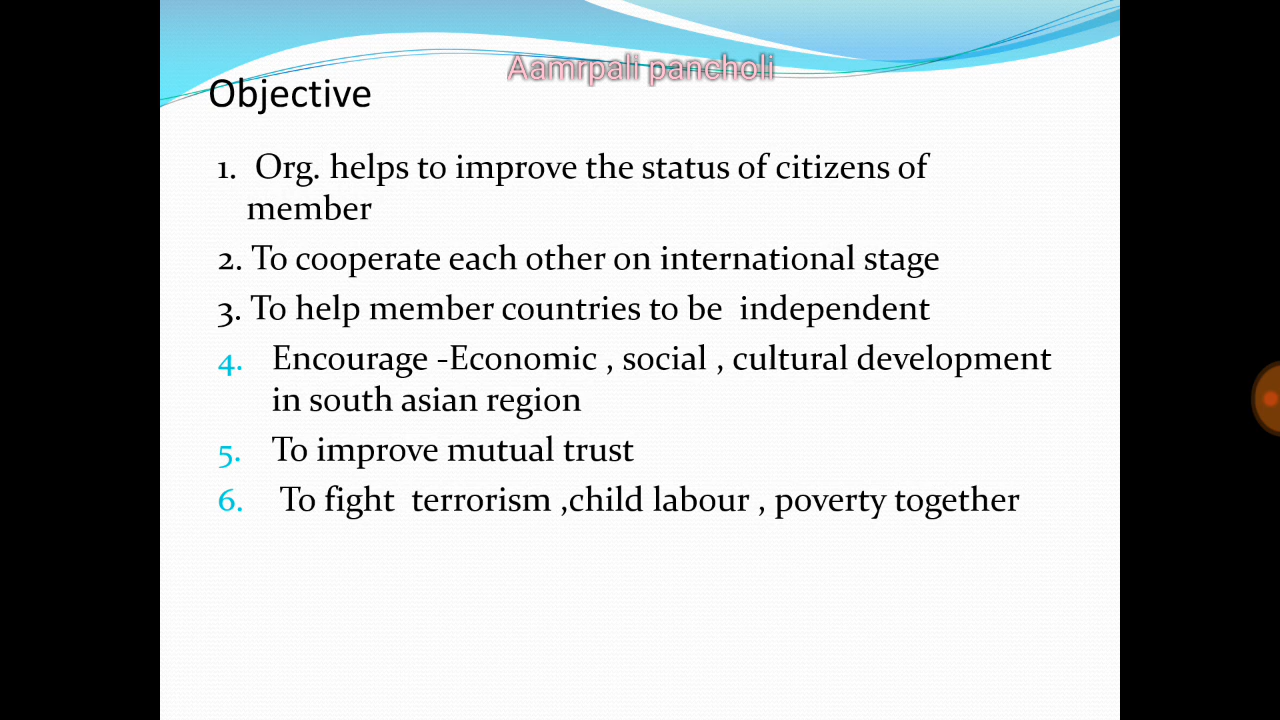 Aamrpali pancholi
Objective
1. Org. helps to improve the status of citizens of
member
2. To cooperate each other on international stage
3. To help member countries to be independent
4. Encourage -Economic , social , cultural development
in south asian region
5. To improve mutual trust
6. To fight terrorism ,child labour , poverty together